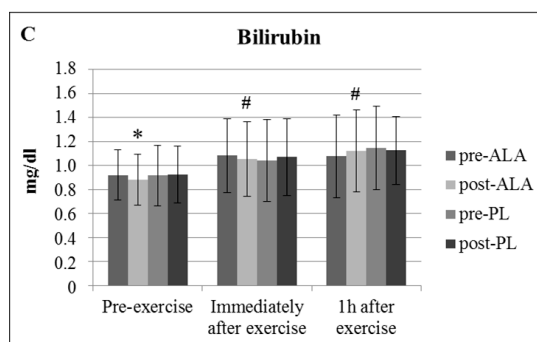 C
Bilirubin
mg/dl
1.8
1.6
1.4
1.2
1.0
0.8
0.6
0.4
0.2
0
*
#
#
Pre-exercise
Immediately
after exercise
1h after
exercise
pre-ALA
post-ALA
pre-PL
post-PL